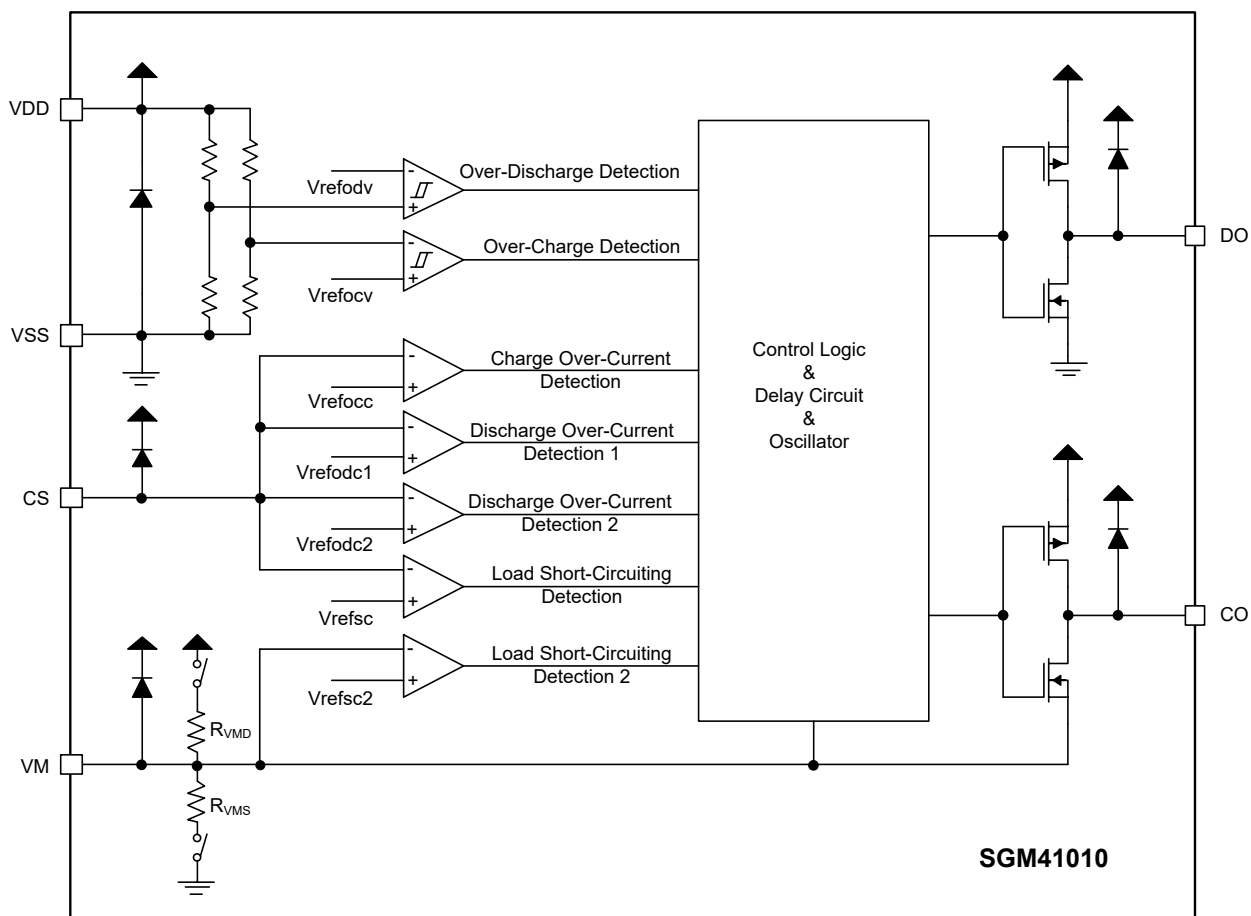 VDD
VSS
CS
VM
Vrefodv
-
+
Over-Discharge Detection
-
+
Over-Charge Detection
Vrefocv
-
+
Charge Over-Current
Detection
Vrefocc
-
+
Discharge Over-Current
Detection 1
Vrefodc1
-
+
Discharge Over-Current
Detection 2
Vrefodc2
-
+
Load Short-Circuiting
Detection
Vrefsc
-
+
Load Short-Circuiting
Detection 2
Vrefsc2
RVMD
RVMS
Control Logic
&
Delay Circuit
&
Oscillator
DO
CO
SGM41010